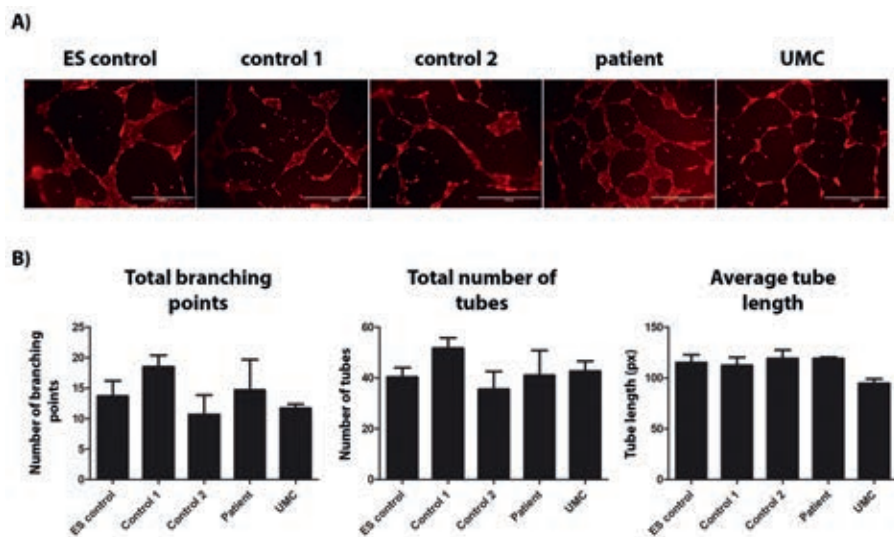 A)
ES control
control 1
control 2
patient
UMC
B)
Total branching
points
Number of branching
points
25
20
15
10
5
0
ES control
Control 1
Control 2
Patient
UMC
Total number of
tubes
Number of tubes
60
40
20
0
ES control
Control 1
Control 2
Patient
UMC
Average tube
length
Tube length (px)
150
100
50
0
ES control
Control 1
Control 2
Patient
UMC